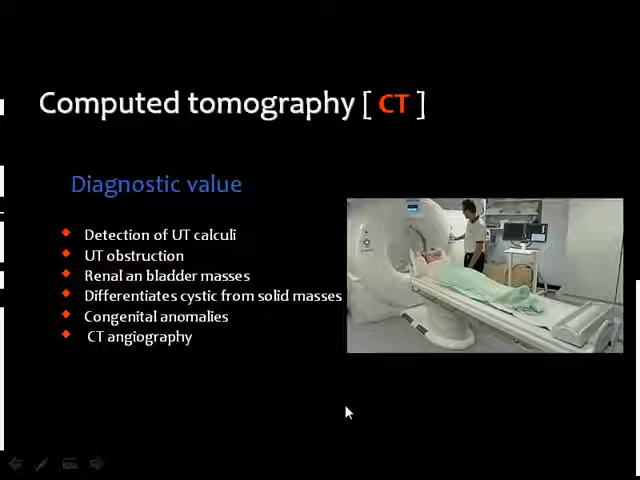 Computed tomography [ CT ]
Diagnostic value
Detection of UT calculi
UT obstruction
Renal an bladder masses
Differentiates cystic from solid masses
Congenital anomalies
CT angiography